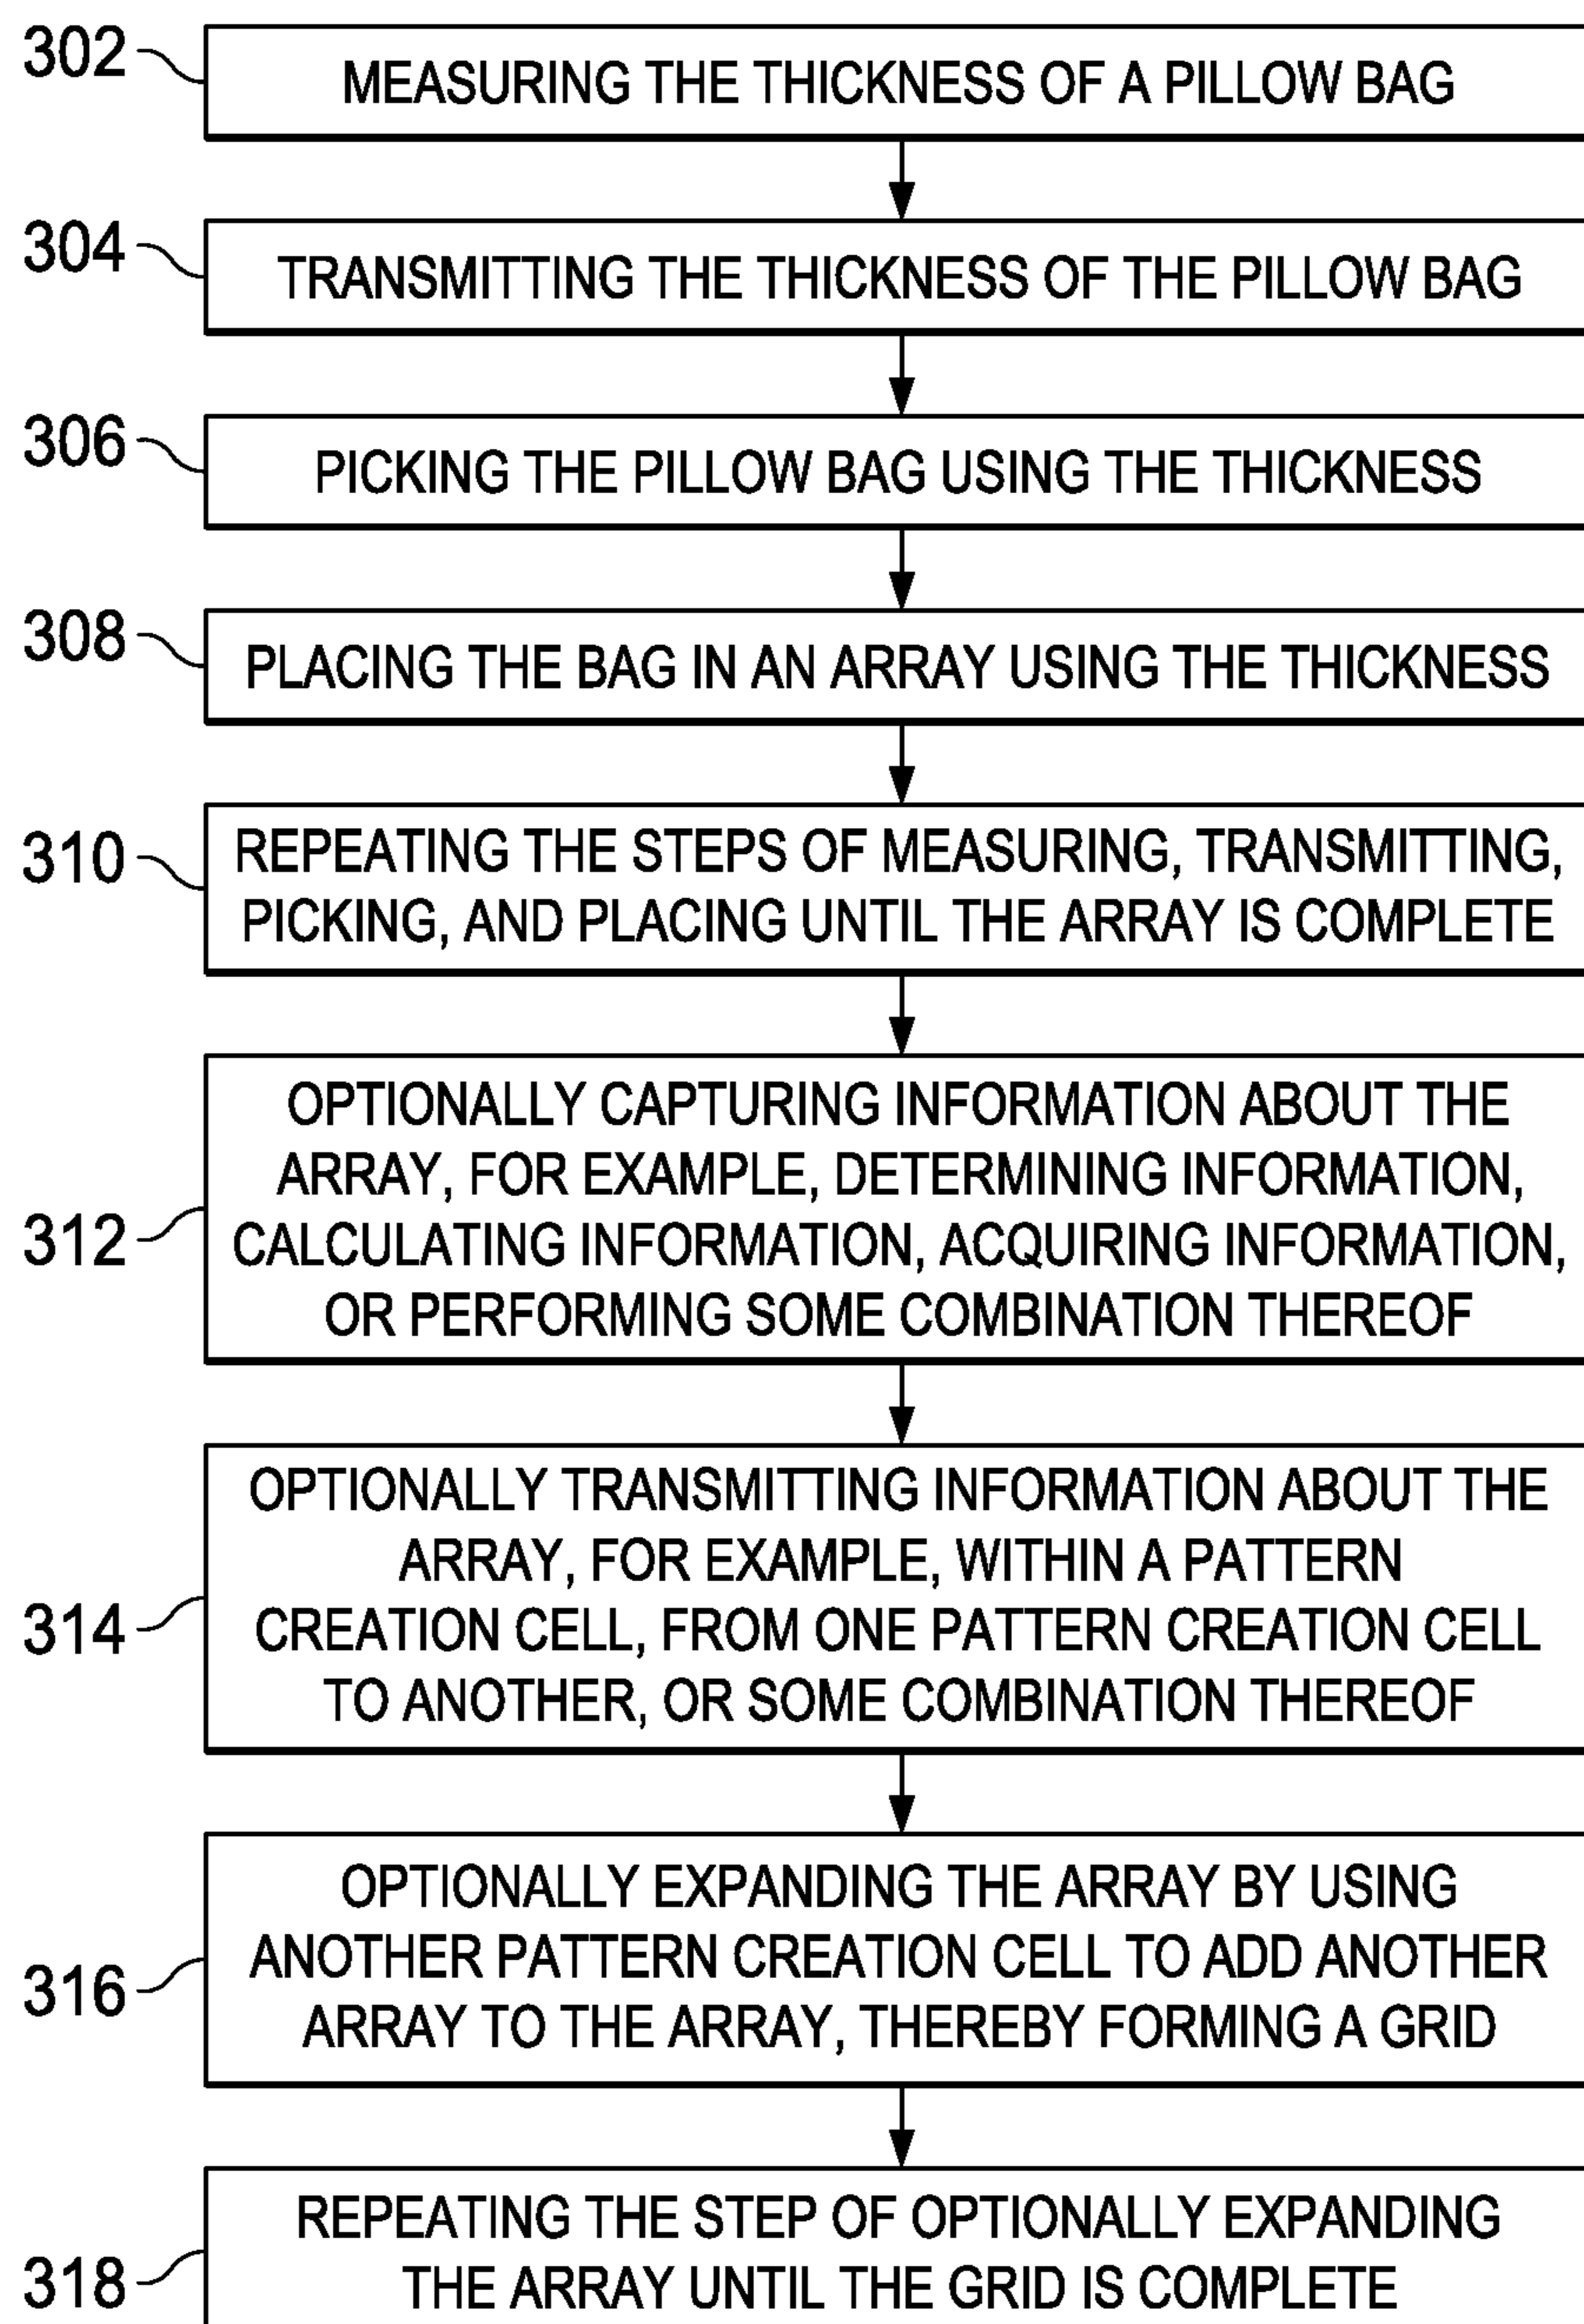 302
MEASURING THE THICKNESS OF A PILLOW BAG
304
TRANSMITTING THE THICKNESS OF THE PILLOW BAG
306
PICKING THE PILLOW BAG USING THE THICKNESS
308
PLACING THE BAG IN AN ARRAY USING THE THICKNESS
310
REPEATING THE STEPS OF MEASURING, TRANSMITTING,
PICKING, AND PLACING UNTIL THE ARRAY IS COMPLETE
312
OPTIONALLY CAPTURING INFORMATION ABOUT THE
ARRAY, FOR EXAMPLE, DETERMINING INFORMATION,
CALCULATING INFORMATION, ACQUIRING INFORMATION,
OR PERFORMING SOME COMBINATION THEREOF
314
OPTIONALLY TRANSMITTING INFORMATION ABOUT THE
ARRAY, FOR EXAMPLE, WITHIN A PATTERN
CREATION CELL, FROM ONE PATTERN CREATION CELL
TO ANOTHER, OR SOME COMBINATION THEREOF
316
OPTIONALLY EXPANDING THE ARRAY BY USING
ANOTHER PATTERN CREATION CELL TO ADD ANOTHER
ARRAY TO THE ARRAY, THEREBY FORMING A GRID
318
REPEATING THE STEP OF OPTIONALLY EXPANDING
THE ARRAY UNTIL THE GRID IS COMPLETE